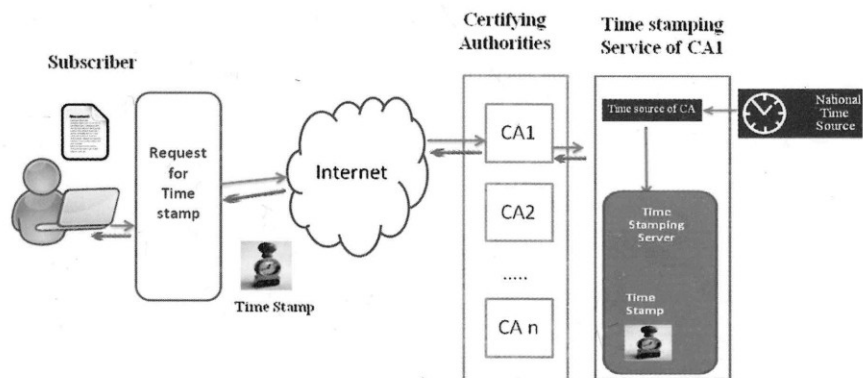 Subscriber
Document
Request
for
Time
stamp
Time Stamp
Internet
Certifying
Authorities
CA1
CA2
.....
CA n
Time stamping
Service of CA1
Time source of CA
National
Time
Source
Time
Stamping
Server
Time
Stamp